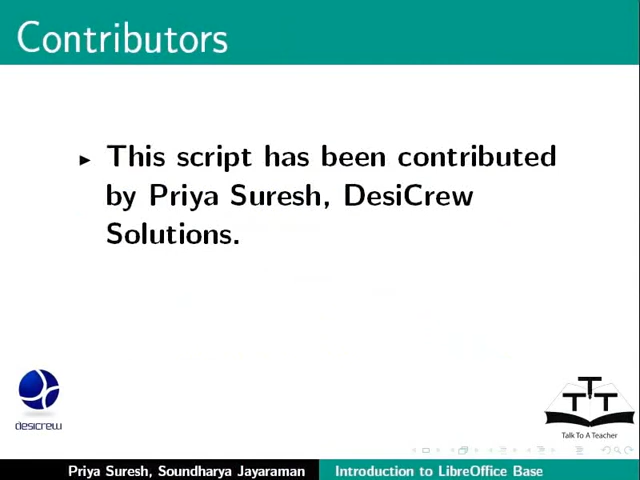 Contributors
This script has been contributed
by Priya Suresh, DesiCrew
Solutions.
desicrew
TTT
Talk To A Teacher
Priya Suresh, Soundharya Jayaraman
Introduction to LibreOffice Base